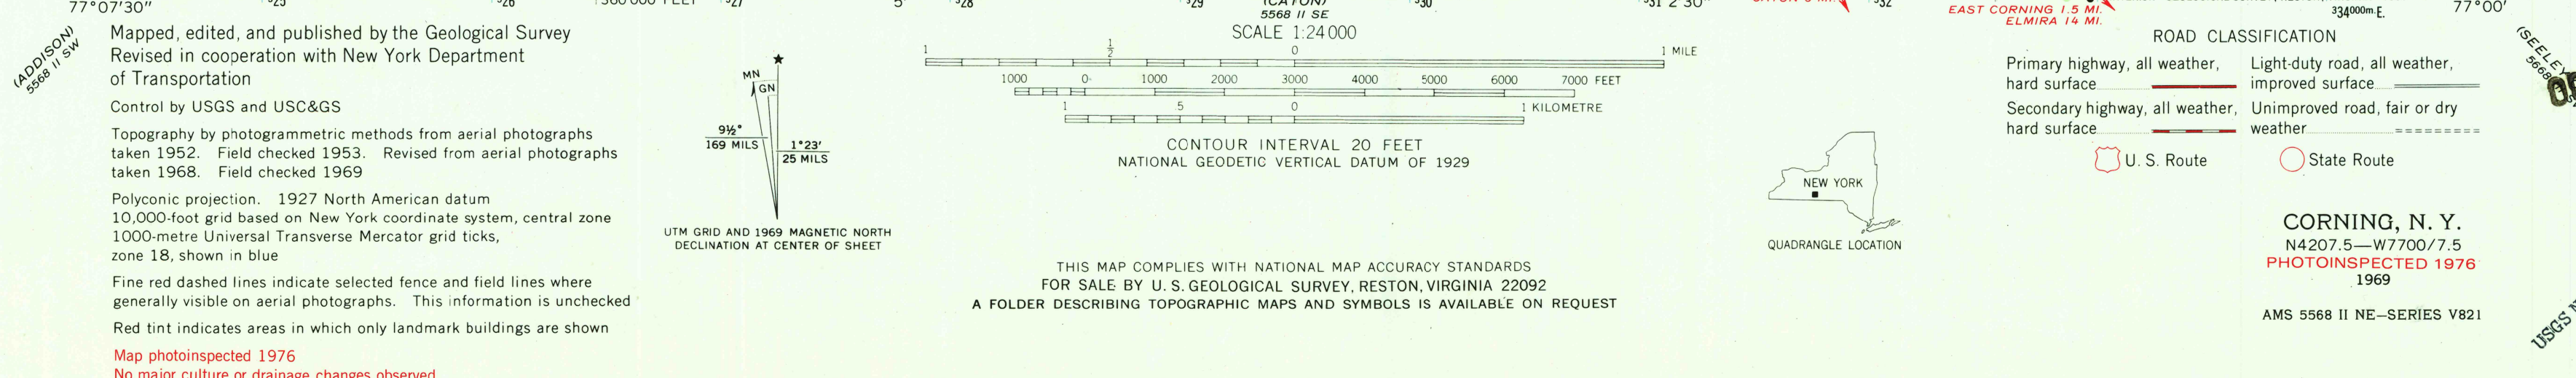 77°07'30"
(ADDISON)
5568 II SW
Mapped, edited, and published by the Geological Survey
Revised in cooperation with New York Department
of Transportation
Control by USGS and USC&GS
Topography by photogrammetric methods from aerial photographs
taken 1952. Field checked 1953. Revised from aerial photographs
taken 1968. Field checked 1969
Polyconic projection. 1927 North American datum
10,000-foot grid based on New York coordinate system, central zone
1000-metre Universal Transverse Mercator grid ticks,
zone 18, shown in blue
Fine red dashed lines indicate selected fence and field lines where
generally visible on aerial photographs. This information is unchecked
Red tint indicates areas in which only landmark buildings are shown
Map photoinspected 1976
No major culture or drainage changes observed
MN
GN
9½°
169 MILS
1°23'
25 MILS
UTM GRID AND 1969 MAGNETIC NORTH
DECLINATION AT CENTER OF SHEET
(CATON)
5568 II SE
SCALE 1:24 000
1 ½ 0 1 MILE
1000 0 1000 2000 3000 4000 5000 6000 7000 FEET
1 .5 0 1 KILOMETRE
CONTOUR INTERVAL 20 FEET
NATIONAL GEODETIC VERTICAL DATUM OF 1929
THIS MAP COMPLIES WITH NATIONAL MAP ACCURACY STANDARDS
FOR SALE BY U. S. GEOLOGICAL SURVEY, RESTON, VIRGINIA 22092
A FOLDER DESCRIBING TOPOGRAPHIC MAPS AND SYMBOLS IS AVAILABLE ON REQUEST
NEW YORK
QUADRANGLE LOCATION
EAST CORNING 1.5 MI.
ELMIRA 14 MI.
334000m.E.
77°00'
ROAD CLASSIFICATION
Primary highway, all weather,
hard surface
Light-duty road, all weather,
improved surface
Secondary highway, all weather,
hard surface
Unimproved road, fair or dry
weather
U. S. Route
State Route
CORNING, N. Y.
N4207.5—W7700/7.5
PHOTOINSPECTED 1976
1969
AMS 5568 II NE—SERIES V821
(SEELEY
USGS